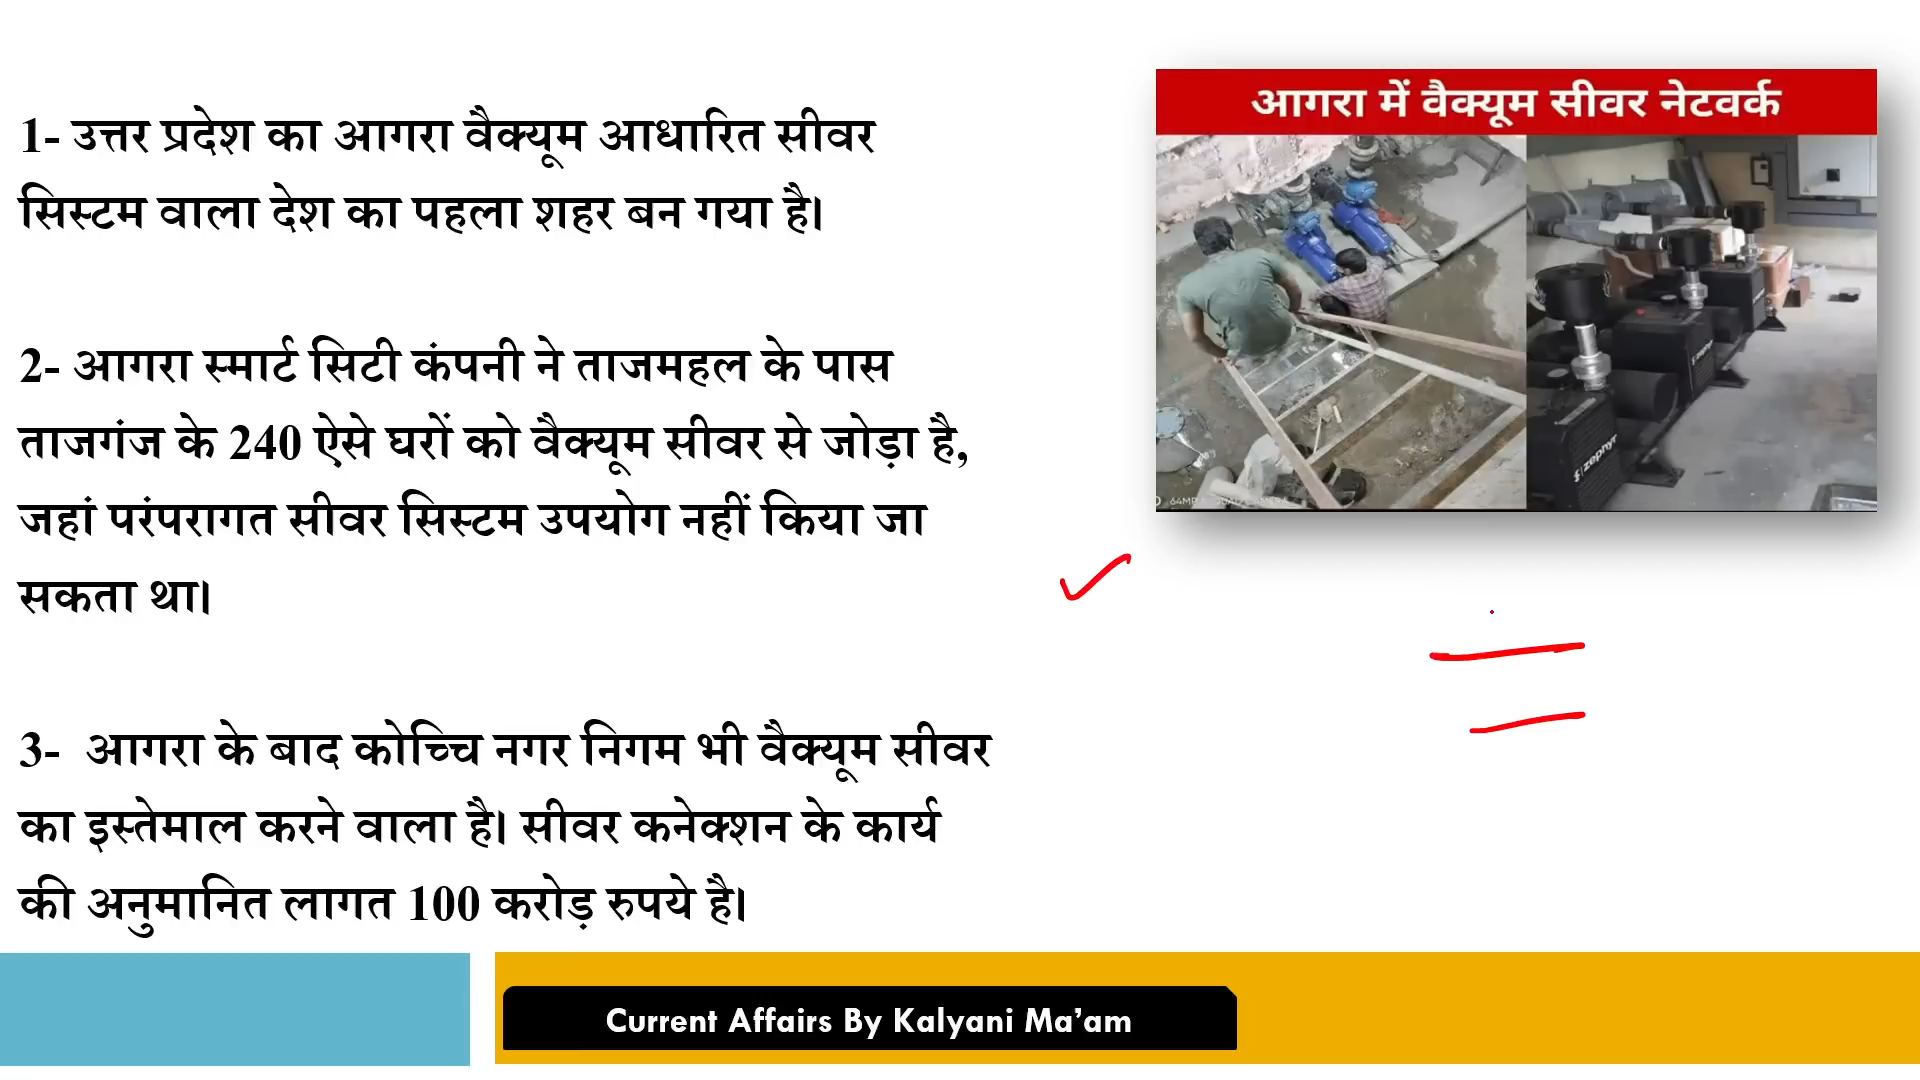 1- उत्तर प्रदेश का आगरा वैक्यूम आधारित सीवर
सिस्टम वाला देश का पहला शहर बन गया है।
2- आगरा स्मार्ट सिटी कंपनी ने ताजमहल के पास
ताजगंज के 240 ऐसे घरों को वैक्यूम सीवर से जोड़ा है,
जहां परंपरागत सीवर सिस्टम उपयोग नहीं किया जा
सकता था।
3- आगरा के बाद कोच्चि नगर निगम भी वैक्यूम सीवर
का इस्तेमाल करने वाला है। सीवर कनेक्शन के कार्य
की अनुमानित लागत 100 करोड़ रुपये है।
आगरा में वैक्यूम सीवर नेटवर्क
zephyr
Current Affairs By Kalyani Ma’am